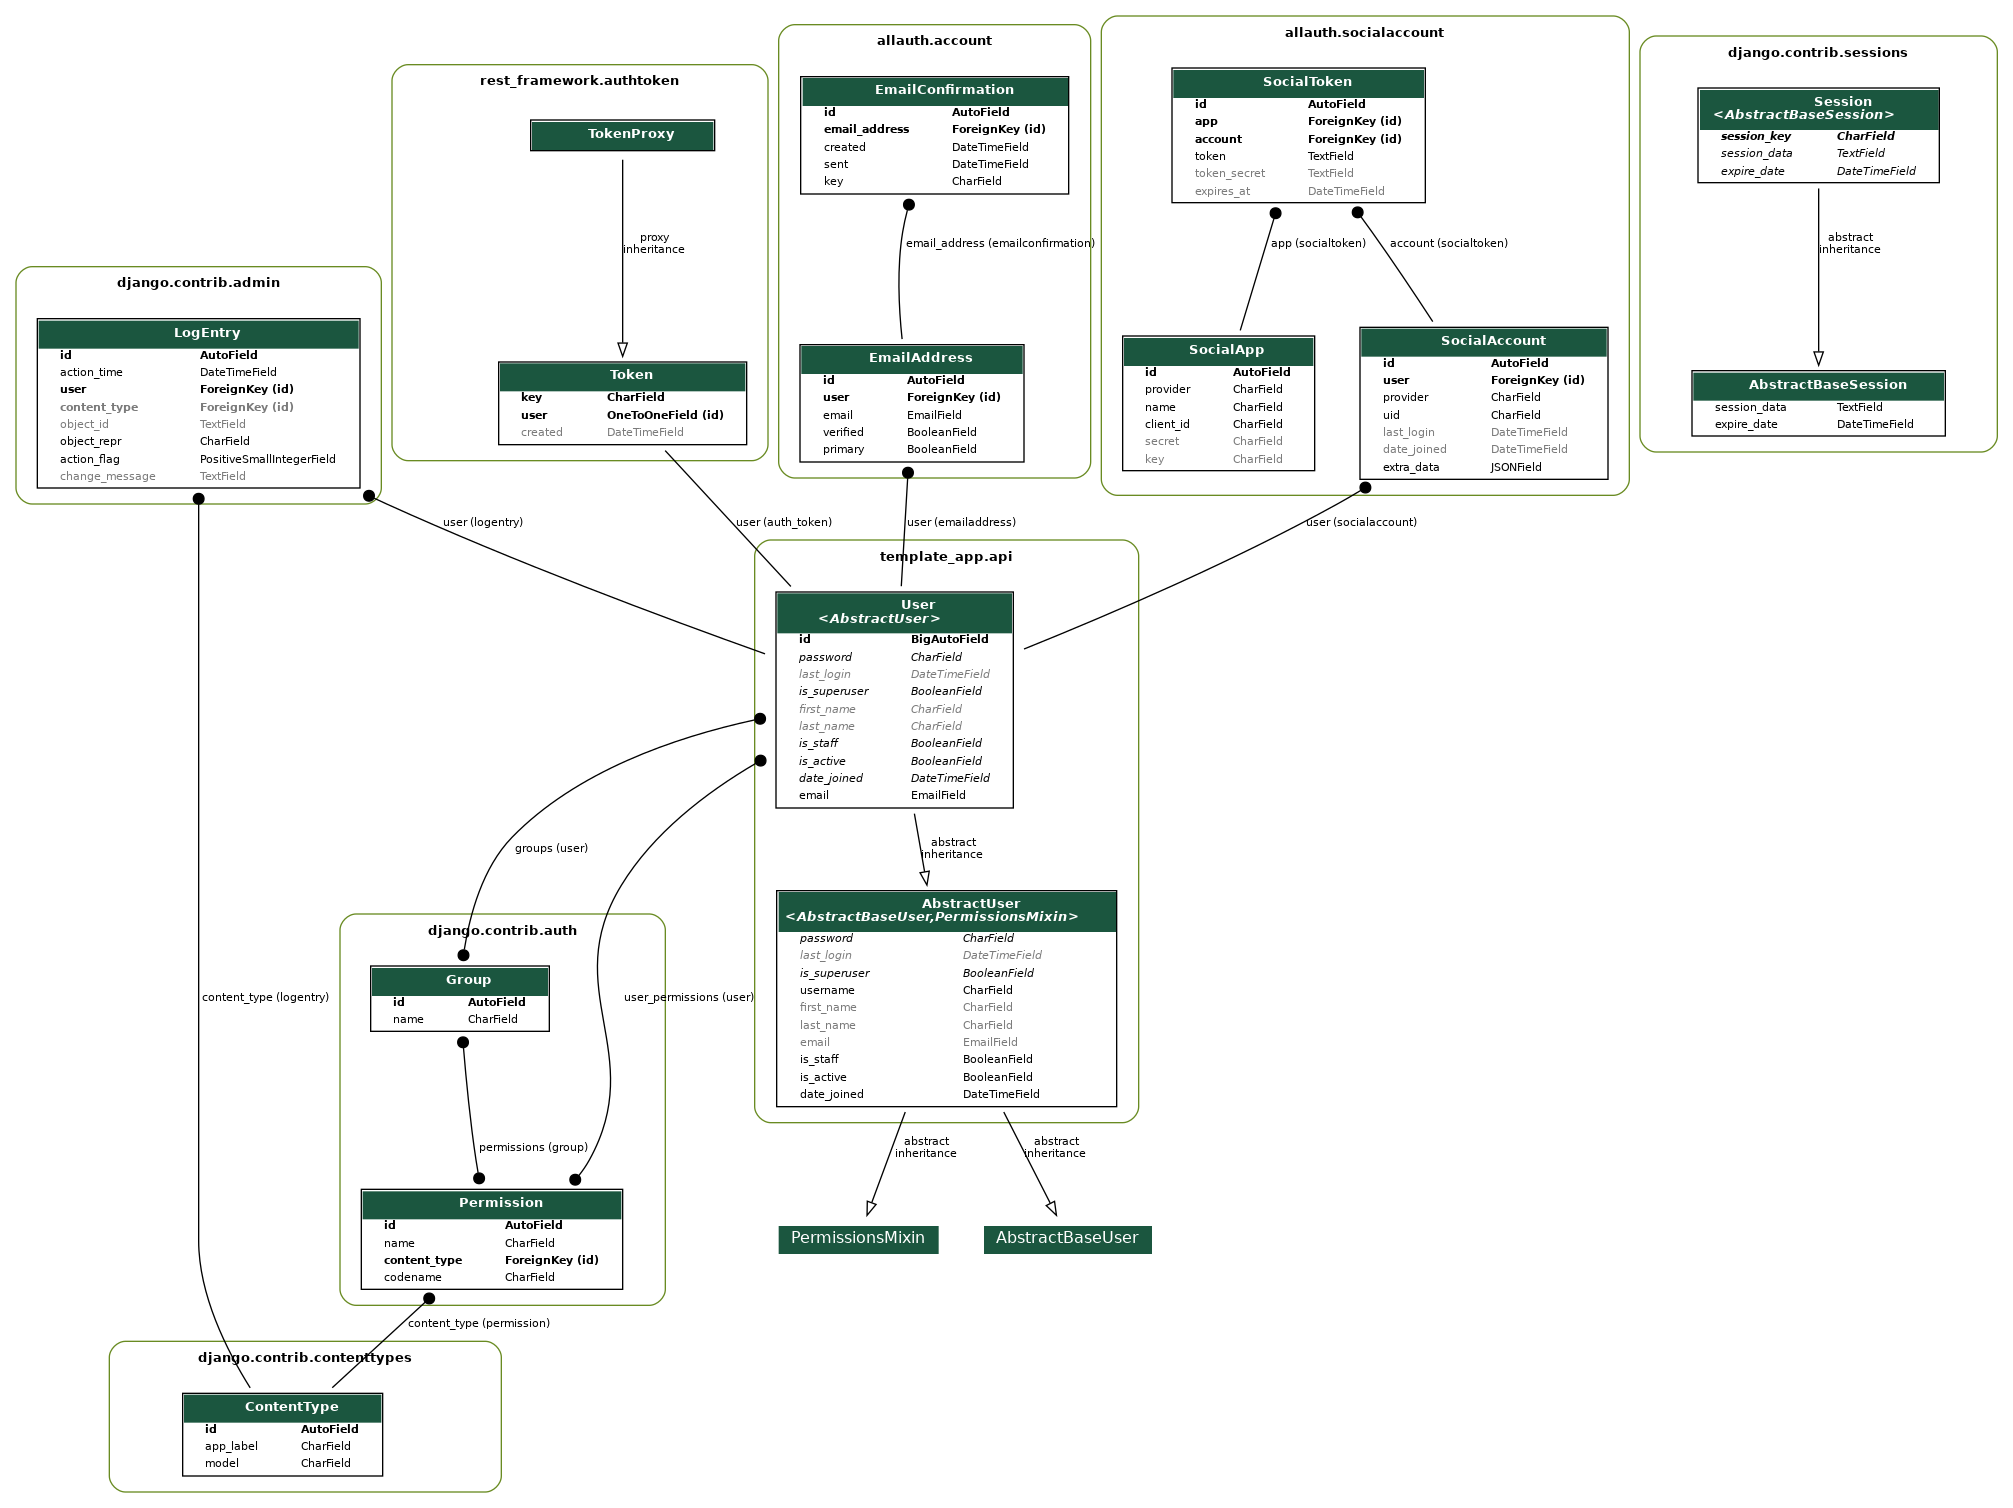 allauth.socialaccount
SocialToken
id AutoField
app ForeignKey (id)
account ForeignKey (id)
token TextField
token_secret TextField
expires_at DateTimeField
app (socialtoken)
account (socialtoken)
SocialApp
id AutoField
provider CharField
name CharField
client_id CharField
secret CharField
key CharField
SocialAccount
id AutoField
user ForeignKey (id)
provider CharField
uid CharField
last_login DateTimeField
date_joined DateTimeField
extra_data JSONField
allauth.account
EmailConfirmation
id AutoField
email_address ForeignKey (id)
created DateTimeField
sent DateTimeField
key CharField
email_address (emailconfirmation)
EmailAddress
id AutoField
user ForeignKey (id)
email EmailField
verified BooleanField
primary BooleanField
django.contrib.sessions
Session
<AbstractBaseSession>
session_key CharField
session_data TextField
expire_date DateTimeField
abstract
inheritance
AbstractBaseSession
session_data TextField
expire_date DateTimeField
rest_framework.authtoken
TokenProxy
proxy
inheritance
Token
key CharField
user OneToOneField (id)
created DateTimeField
django.contrib.admin
LogEntry
id AutoField
action_time DateTimeField
user ForeignKey (id)
content_type ForeignKey (id)
object_id TextField
object_repr CharField
action_flag PositiveSmallIntegerField
change_message TextField
user (logentry)
user (auth_token)
user (emailaddress)
user (socialaccount)
template_app.api
User
<AbstractUser>
id BigAutoField
password CharField
last_login DateTimeField
is_superuser BooleanField
first_name CharField
last_name CharField
is_staff BooleanField
is_active BooleanField
date_joined DateTimeField
email EmailField
abstract
inheritance
groups (user)
AbstractUser
<AbstractBaseUser,PermissionsMixin>
password CharField
last_login DateTimeField
is_superuser BooleanField
username CharField
first_name CharField
last_name CharField
email EmailField
is_staff BooleanField
is_active BooleanField
date_joined DateTimeField
django.contrib.auth
Group
id AutoField
name CharField
content_type (logentry)
user_permissions (user)
permissions (group)
abstract
inheritance
abstract
inheritance
Permission
id AutoField
name CharField
content_type ForeignKey (id)
codename CharField
PermissionsMixin
AbstractBaseUser
content_type (permission)
django.contrib.contenttypes
ContentType
id AutoField
app_label CharField
model CharField